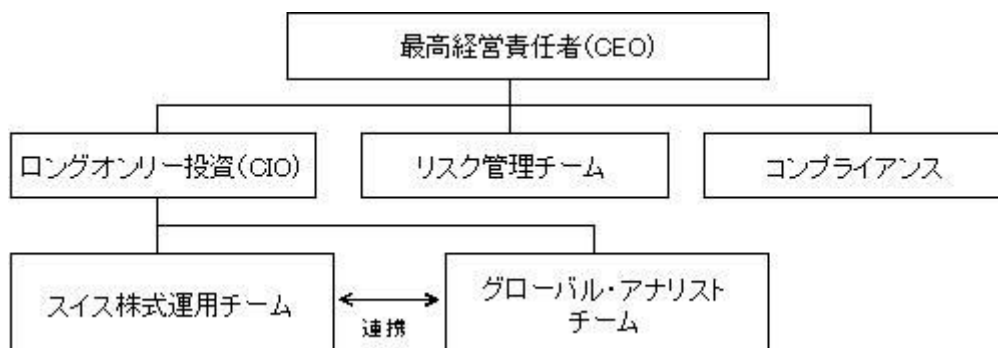 最高経営責任者(CEO)
ロングオンリー投資(CIO)
リスク管理チーム
コンプライアンス
スイス株式運用チーム
連携
グローバル・アナリスト
チーム